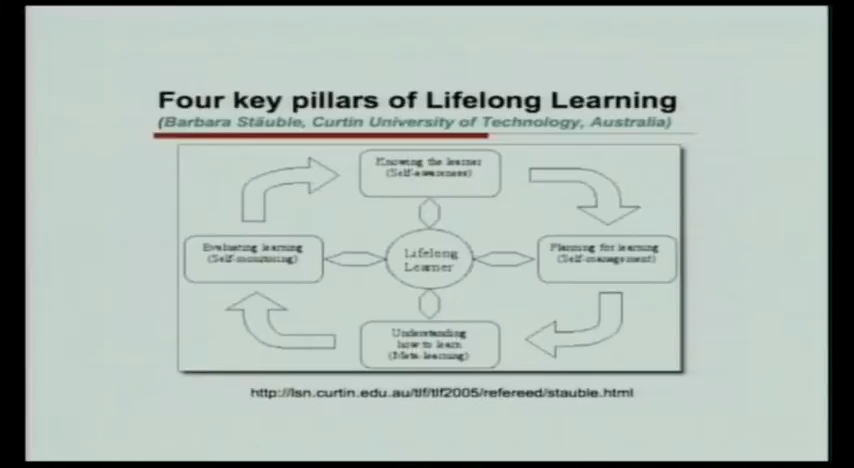 Four key pillars of Lifelong Learning
(Barbara Stäuble, Curtin University of Technology, Australia)
Knowing the learner
(Self-awareness)
Evaluating learning
(Self-monitoring)
Lifelong
Learner
Planning for learning
(Self-management)
Understanding
how to learn
(Meta-learning)
http://lsn.curtin.edu.au/tlf/tlf2005/refereed/stauble.html